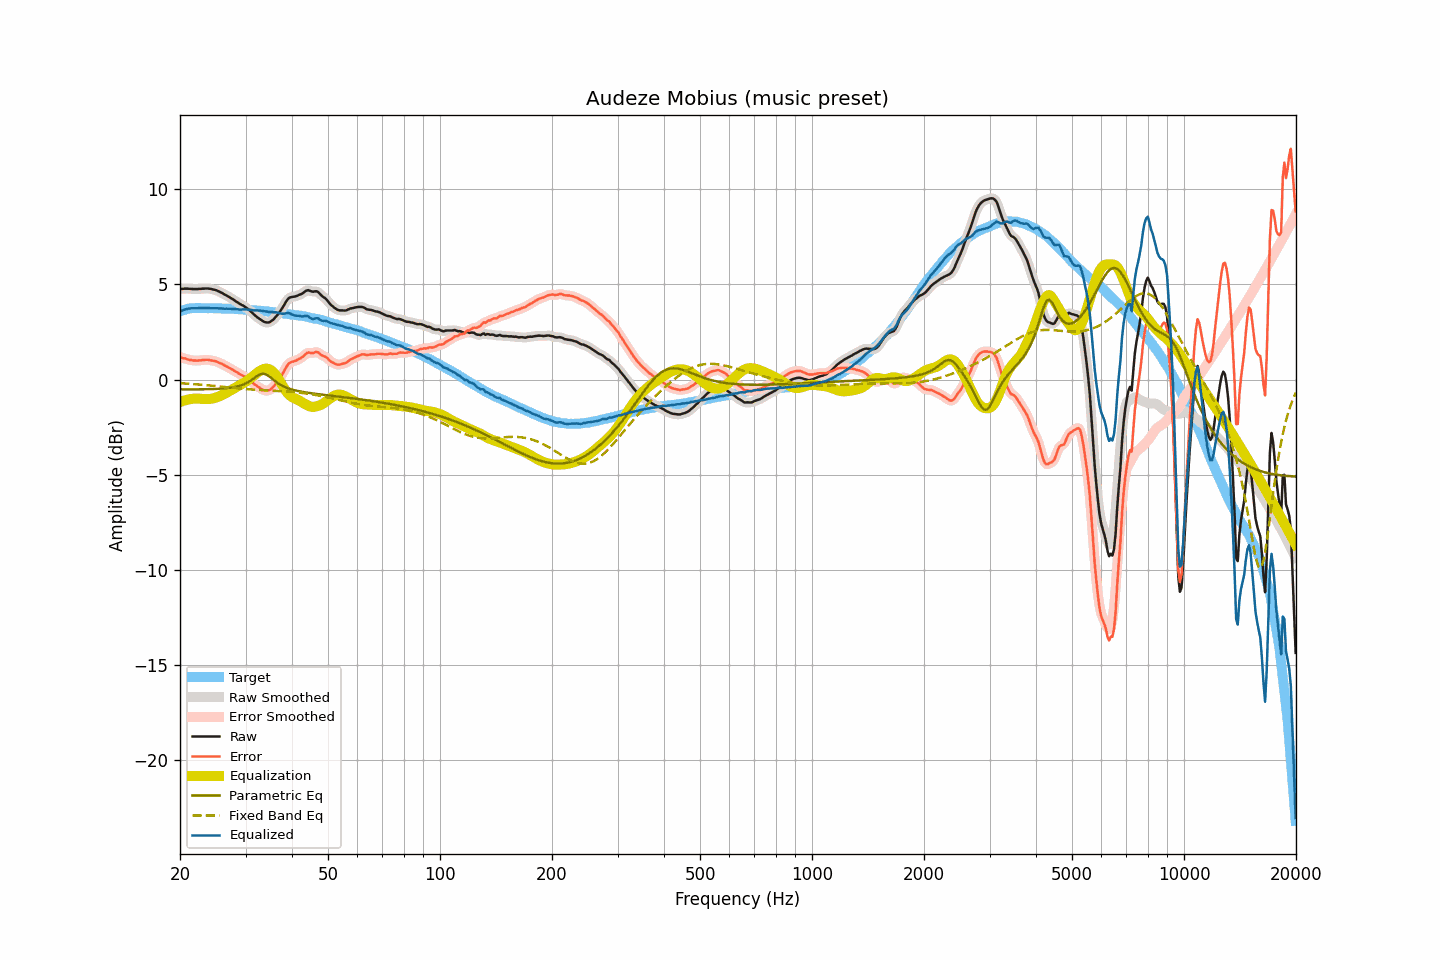 Audeze Mobius (music preset)
Amplitude (dBr)
10
5
0
−5
−10
−15
−20
Target
Raw Smoothed
Error Smoothed
Raw
Error
Equalization
Parametric Eq
Fixed Band Eq
Equalized
20 50 100 200 500 1000 2000 5000 10000 20000
Frequency (Hz)